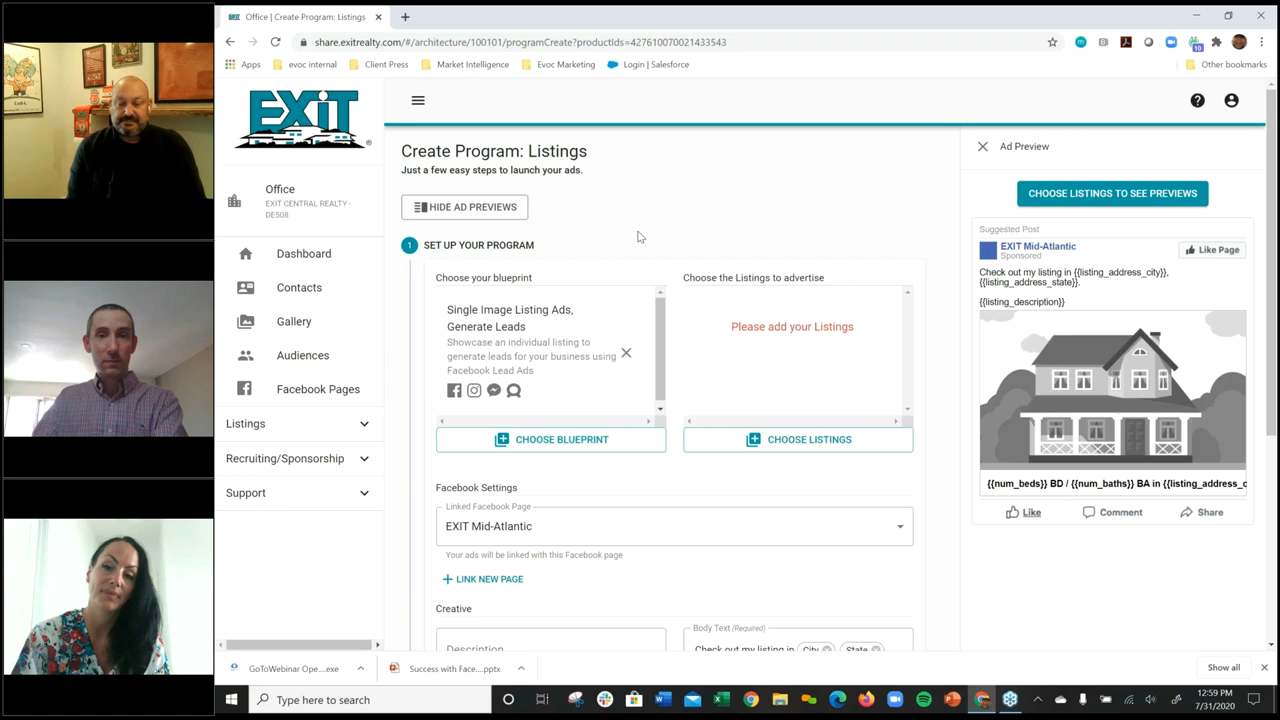 Office | Create Program: Listings
share.exitrealty.com/#/architecture/100101/programCreate?productIds=427610070021433543
Apps
evoc internal
Client Press
Market Intelligence
Evoc Marketing
Login | Salesforce
Other bookmarks
10
EXIT
Office
EXIT CENTRAL REALTY -
DE508
Dashboard
Contacts
Gallery
Audiences
Facebook Pages
Listings
Recruiting/Sponsorship
Support
Create Program: Listings
Just a few easy steps to launch your ads.
HIDE AD PREVIEWS
1 SET UP YOUR PROGRAM
Choose your blueprint
Single Image Listing Ads,
Generate Leads
Showcase an individual listing to
generate leads for your business using
Facebook Lead Ads
CHOOSE BLUEPRINT
Choose the Listings to advertise
Please add your Listings
CHOOSE LISTINGS
Facebook Settings
Linked Facebook Page
EXIT Mid-Atlantic
Your ads will be linked with this Facebook page
+ LINK NEW PAGE
Creative
Description
Body Text (Required)
Check out my listing in City State
Ad Preview
CHOOSE LISTINGS TO SEE PREVIEWS
Suggested Post
EXIT Mid-Atlantic
Sponsored
Like Page
Check out my listing in {{listing_address_city}},
{{listing_address_state}}.
{{listing_description}}
{{num_beds}} BD / {{num_baths}} BA in {{listing_address_c
Like
Comment
Share
GoToWebinar Ope....exe
Success with Face....pptx
Show all
Type here to search
12:59 PM
7/31/2020